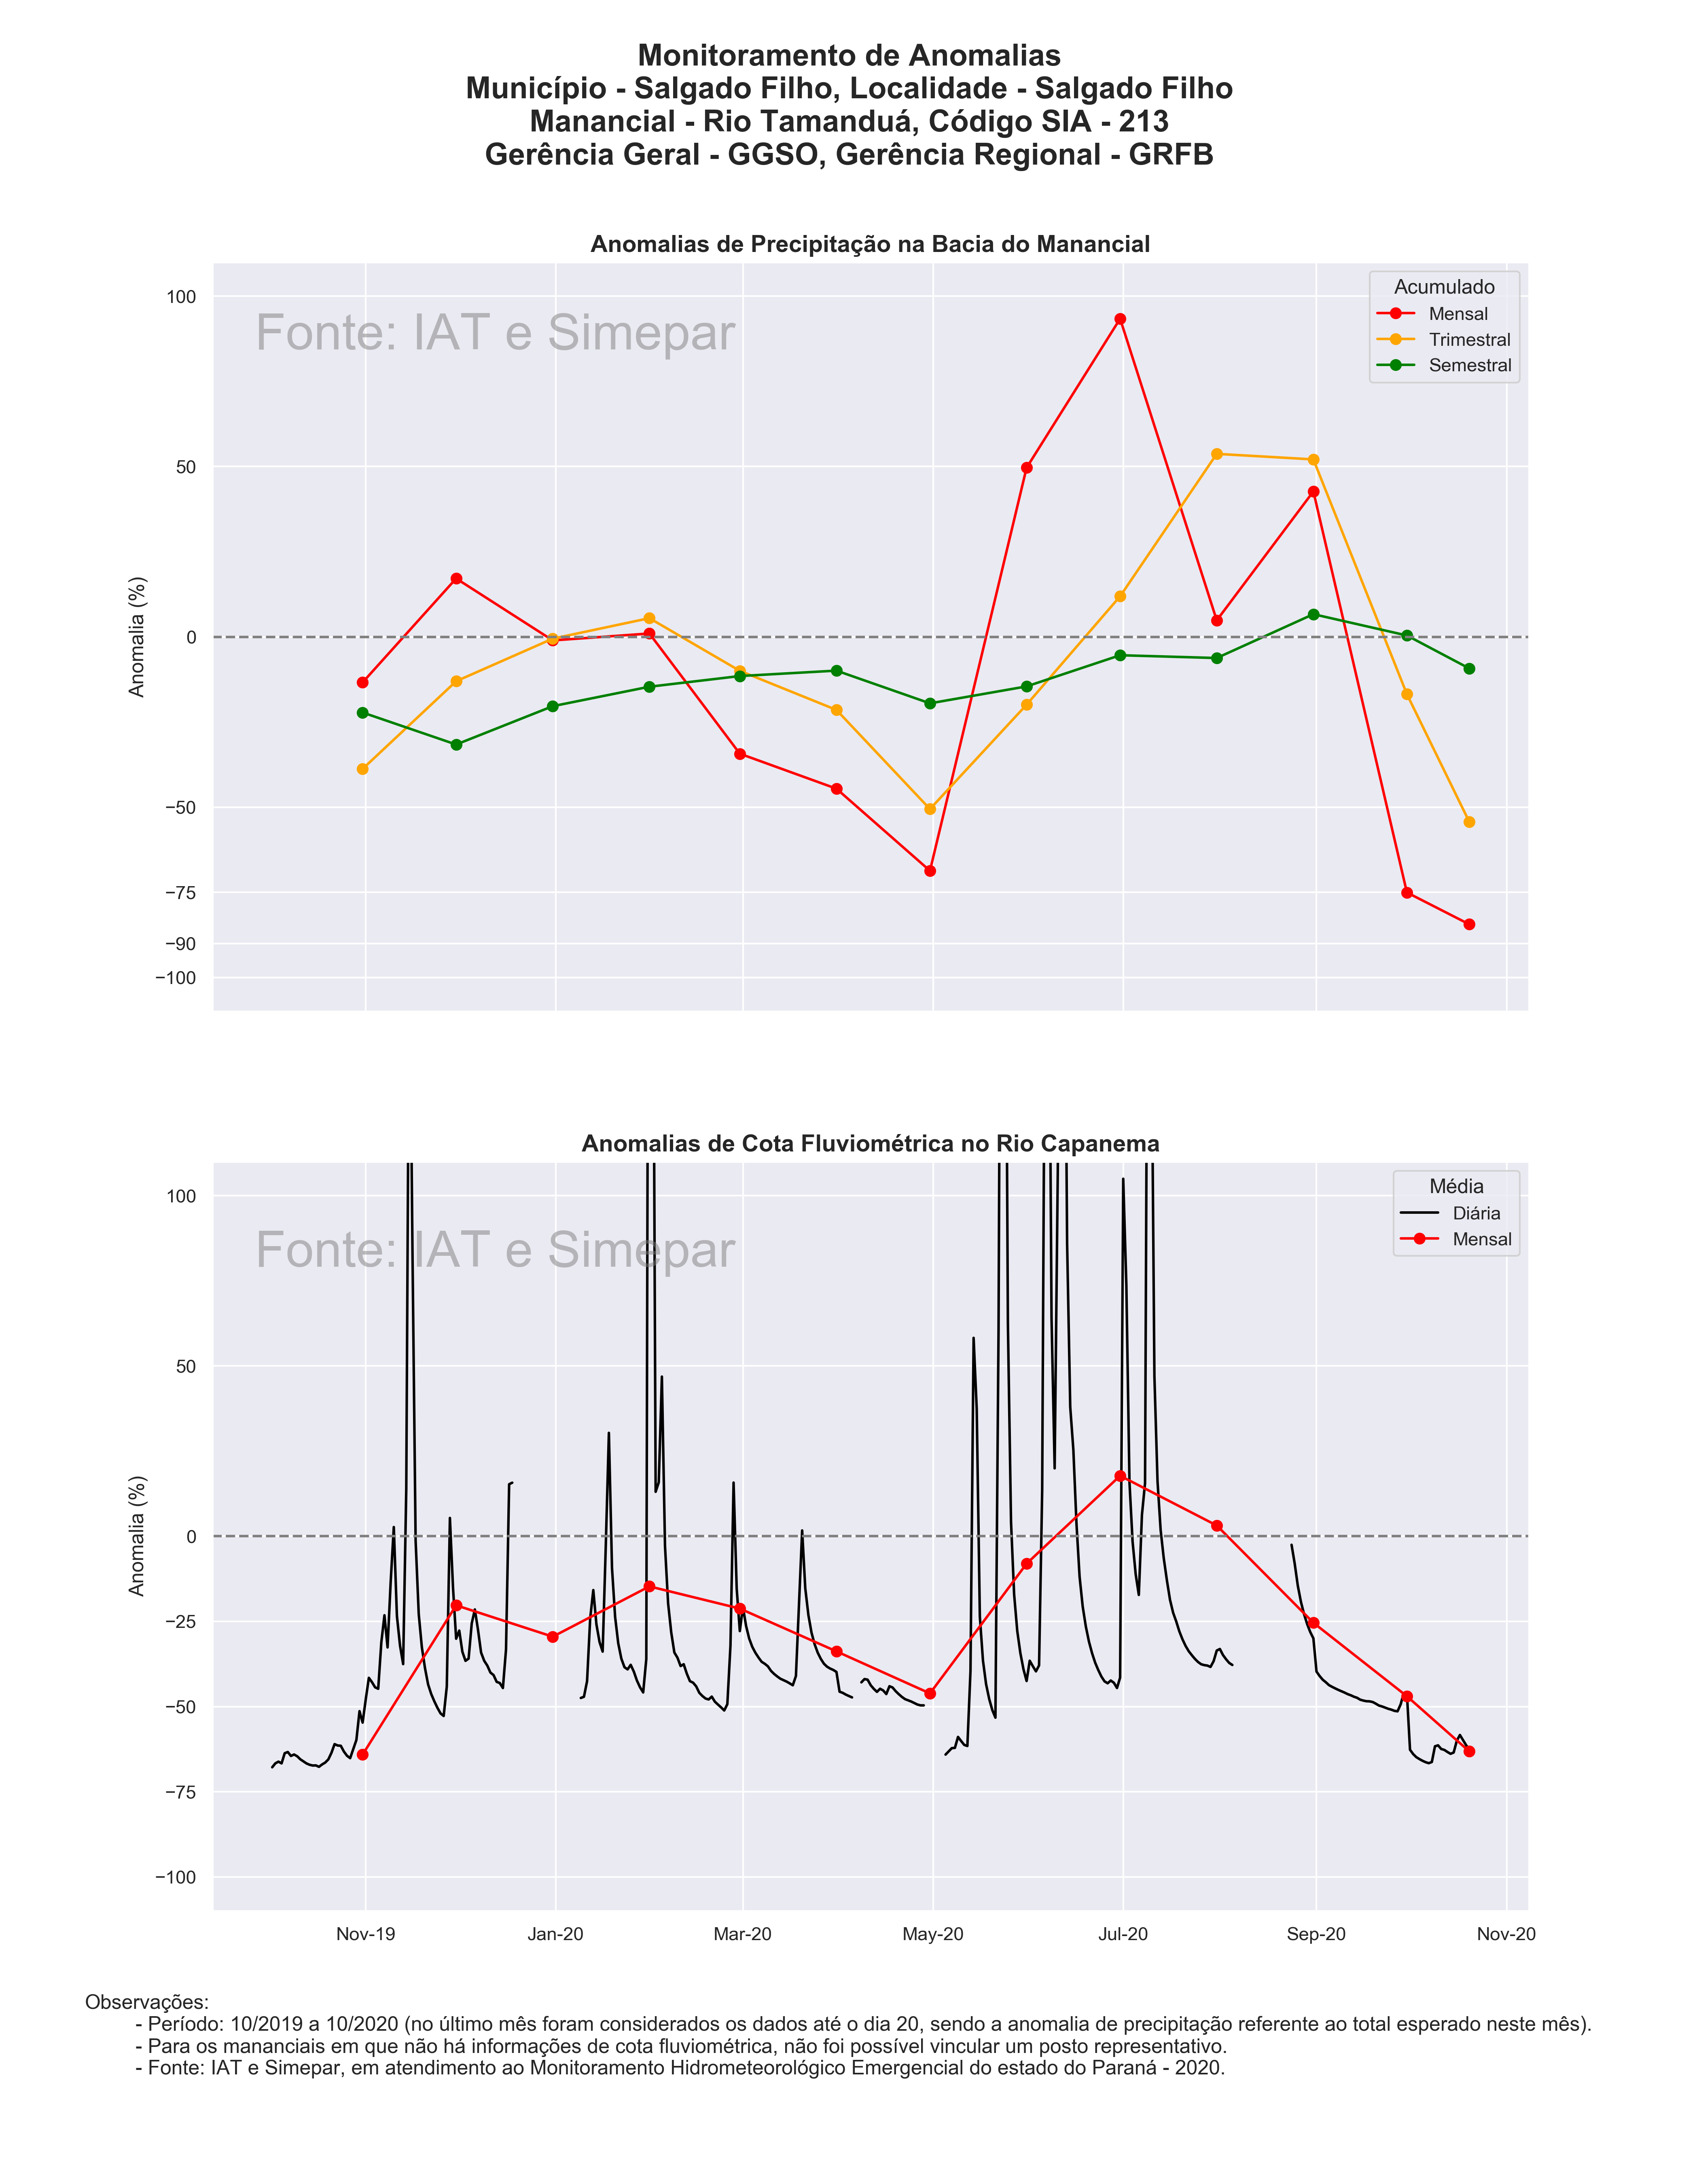 Monitoramento de Anomalias
Município - Salgado Filho, Localidade - Salgado Filho
Manancial - Rio Tamanduá, Código SIA - 213
Gerência Geral - GGSO, Gerência Regional - GRFB
Anomalias de Precipitação na Bacia do Manancial
Fonte: IAT e Simepar
Acumulado
Mensal
Trimestral
Semestral
Anomalia (%)
100
50
0
−50
−75
−90
−100
Anomalias de Cota Fluviométrica no Rio Capanema
Fonte: IAT e Simepar
Média
Diária
Mensal
Anomalia (%)
100
50
0
−25
−50
−75
−100
Nov-19 Jan-20 Mar-20 May-20 Jul-20 Sep-20 Nov-20
Observações:
- Período: 10/2019 a 10/2020 (no último mês foram considerados os dados até o dia 20, sendo a anomalia de precipitação referente ao total esperado neste mês).
- Para os mananciais em que não há informações de cota fluviométrica, não foi possível vincular um posto representativo.
- Fonte: IAT e Simepar, em atendimento ao Monitoramento Hidrometeorológico Emergencial do estado do Paraná - 2020.